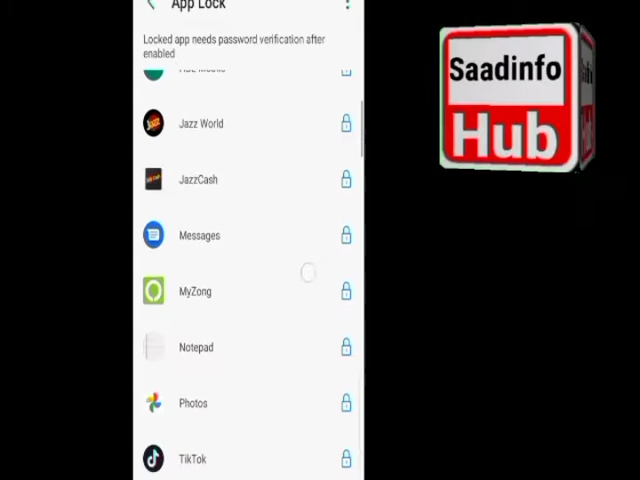 App Lock
Locked app needs password verification after
enabled
Jazz World
JazzCash
Messages
MyZong
Notepad
Photos
TikTok
Saadinfo
Hub